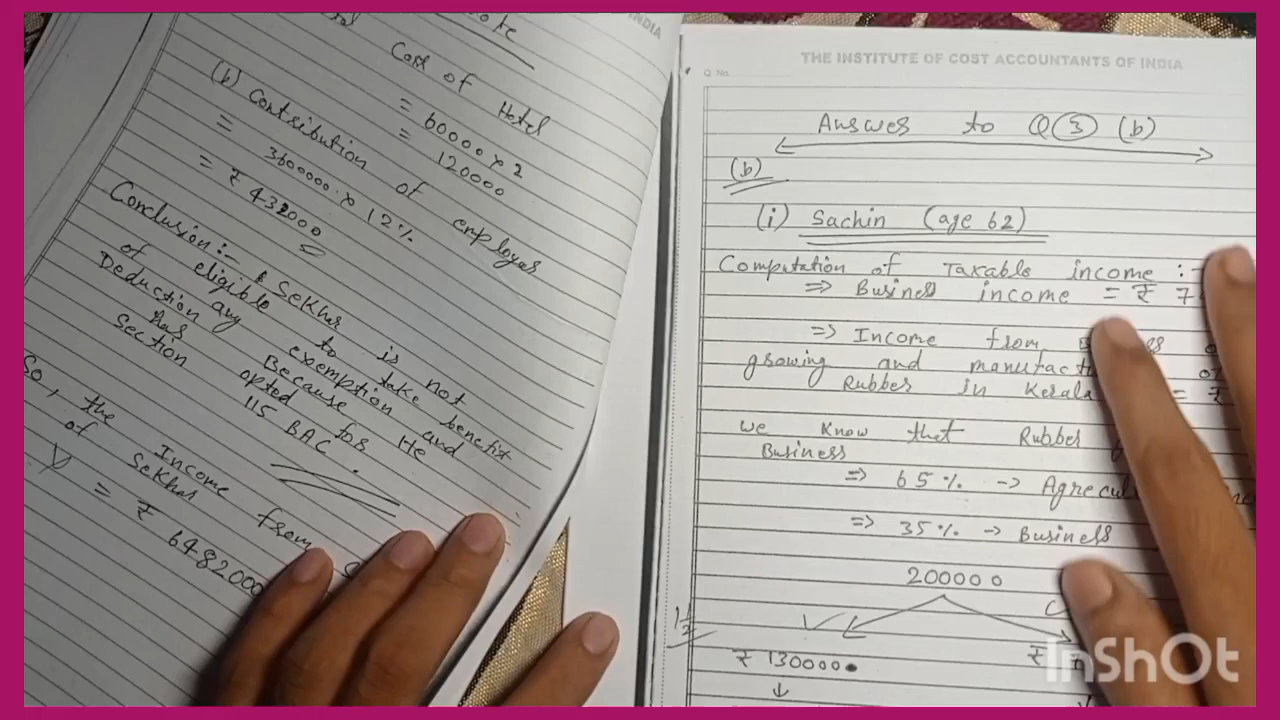 Note
Cost of Hotel
= 60000 x 2
= 120000
(b) Contribution of employer
=
3600000 x 12%
= ₹ 432000
Conclusion :- Sekhar is not
eligible to take benefit
of any exemption and
Deduction Because He
has opted for
section 115 BAC.
So, the Income from
of Sekhar
= ₹ 6482000
INDIA
THE INSTITUTE OF COST ACCOUNTANTS OF INDIA
Q. No.
Answer to Q 3 (b)
(b)
(i) Sachin (age 62)
Computation of Taxable income :-
=> Business income = ₹ 7
=> Income from
growing and
Rubber in Kerala = ₹
we know that Rubber
Business
=> 65% -> 
=> 35% -> Business
200000
1½
₹ 130000
₹
InShOt